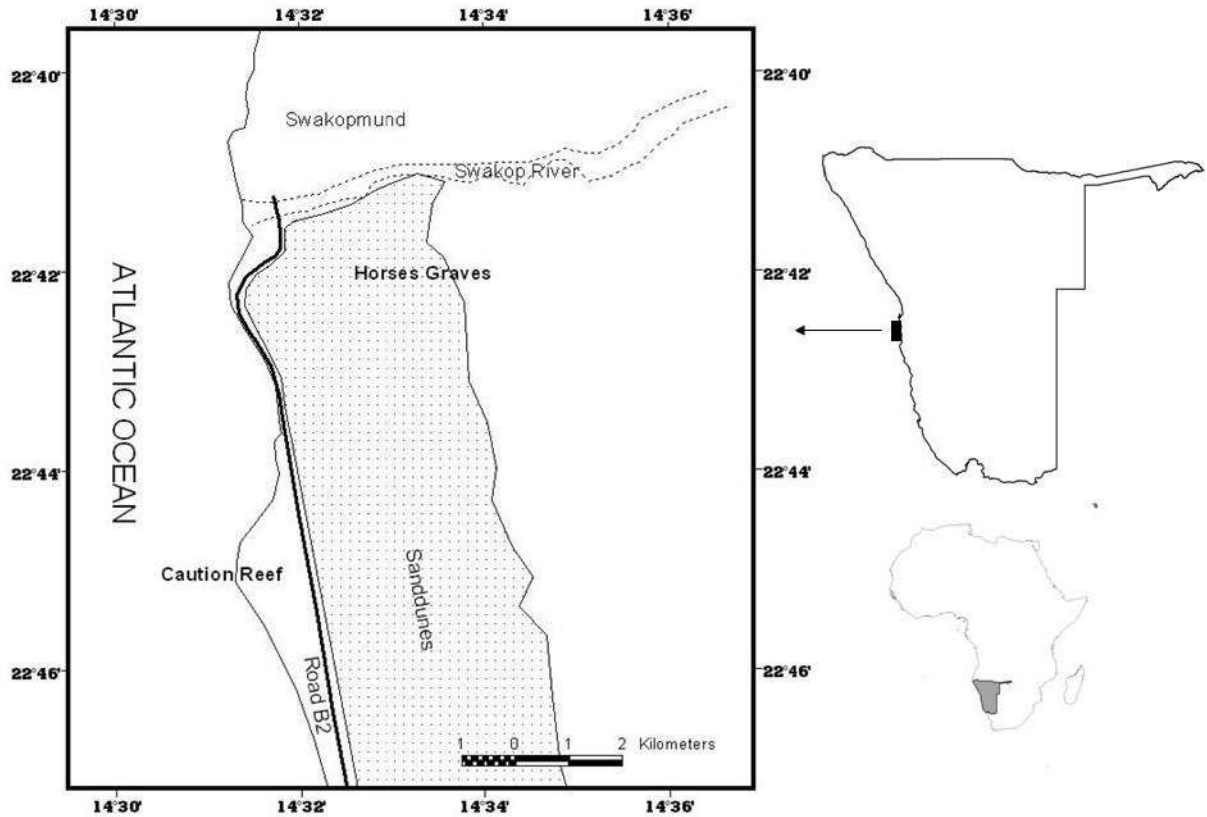 14°30' 14°32' 14°34' 14°36'
22°40' 22°40'
Swakopmund
Swakop River
22°42' 22°42'
Horses Graves
ATLANTIC OCEAN
22°44' 22°44'
Caution Reef
Sanddunes
22°46' 22°46'
Road B2
1 0 1 2 Kilometers
14°30' 14°32' 14°34' 14°36'